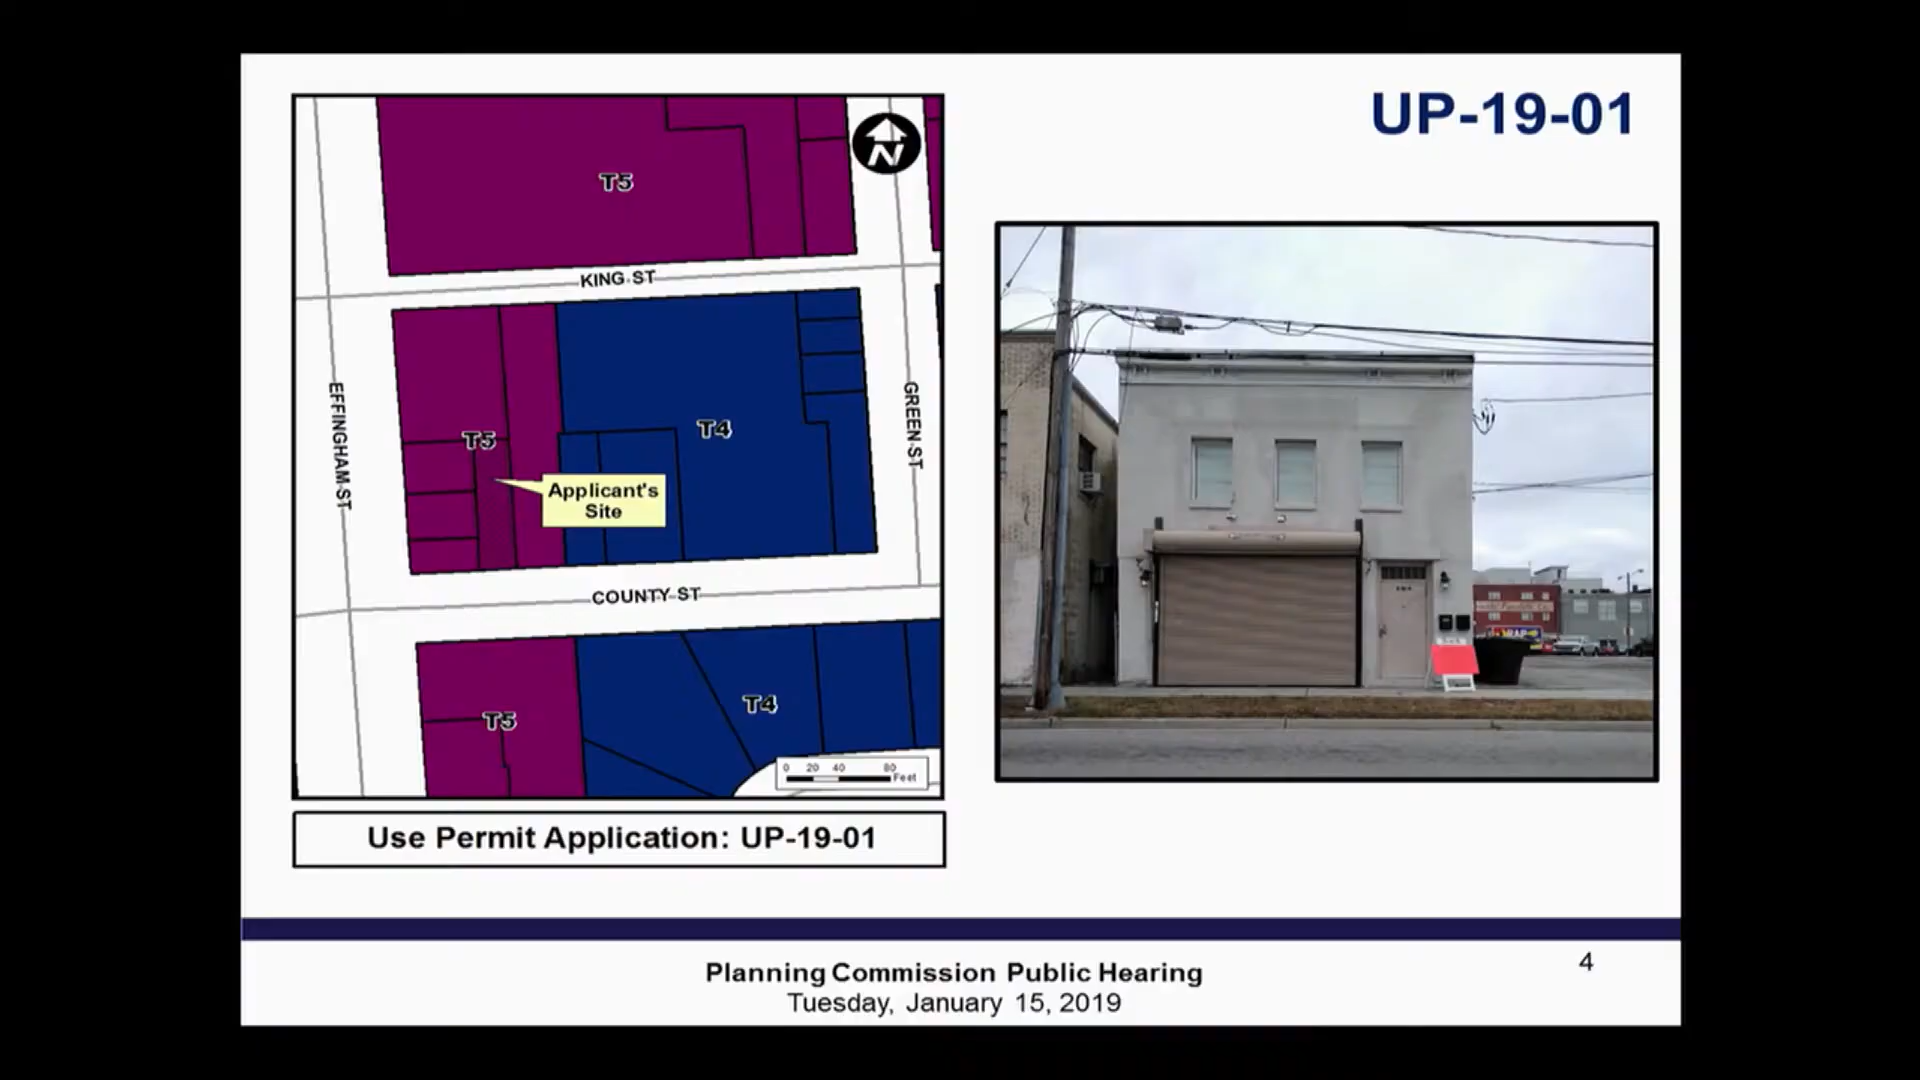 UP-19-01
T5
N
KING ST
EFFINGHAM ST
T5
T4
GREEN ST
Applicant's
Site
COUNTY ST
T5
T4
0 20 40 80
Feet
Use Permit Application: UP-19-01
Planning Commission Public Hearing
Tuesday, January 15, 2019
4